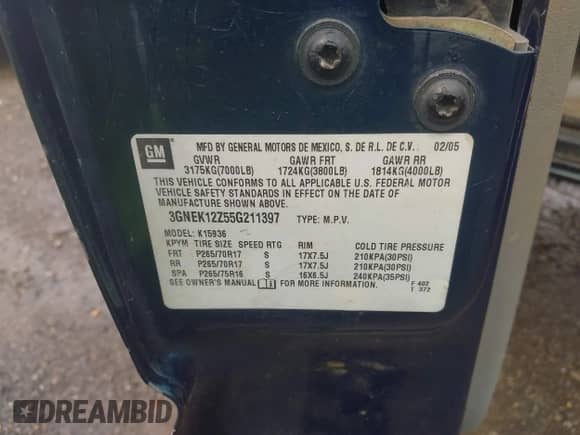 GM
MFD BY GENERAL MOTORS DE MEXICO, S. DE R.L. DE C.V. 02/05
GVWR GAWR FRT GAWR RR
3175KG(7000LB) 1724KG(3800LB) 1814KG(4000LB)
THIS VEHICLE CONFORMS TO ALL APPLICABLE U.S. FEDERAL MOTOR
VEHICLE SAFETY STANDARDS IN EFFECT ON THE DATE OF
MANUFACTURE SHOWN ABOVE.
3GNEK12Z55G211397 TYPE: M.P.V.
MODEL: K15936
KPYM TIRE SIZE SPEED RTG RIM COLD TIRE PRESSURE
FRT P265/70R17 S 17X7.5J 210KPA(30PSI)
RR P265/70R17 S 17X7.5J 210KPA(30PSI)
SPA P265/75R16 S 16X6.5J 240KPA(35PSI)
SEE OWNER'S MANUAL FOR MORE INFORMATION.
F 402
T 372
DREAMBID